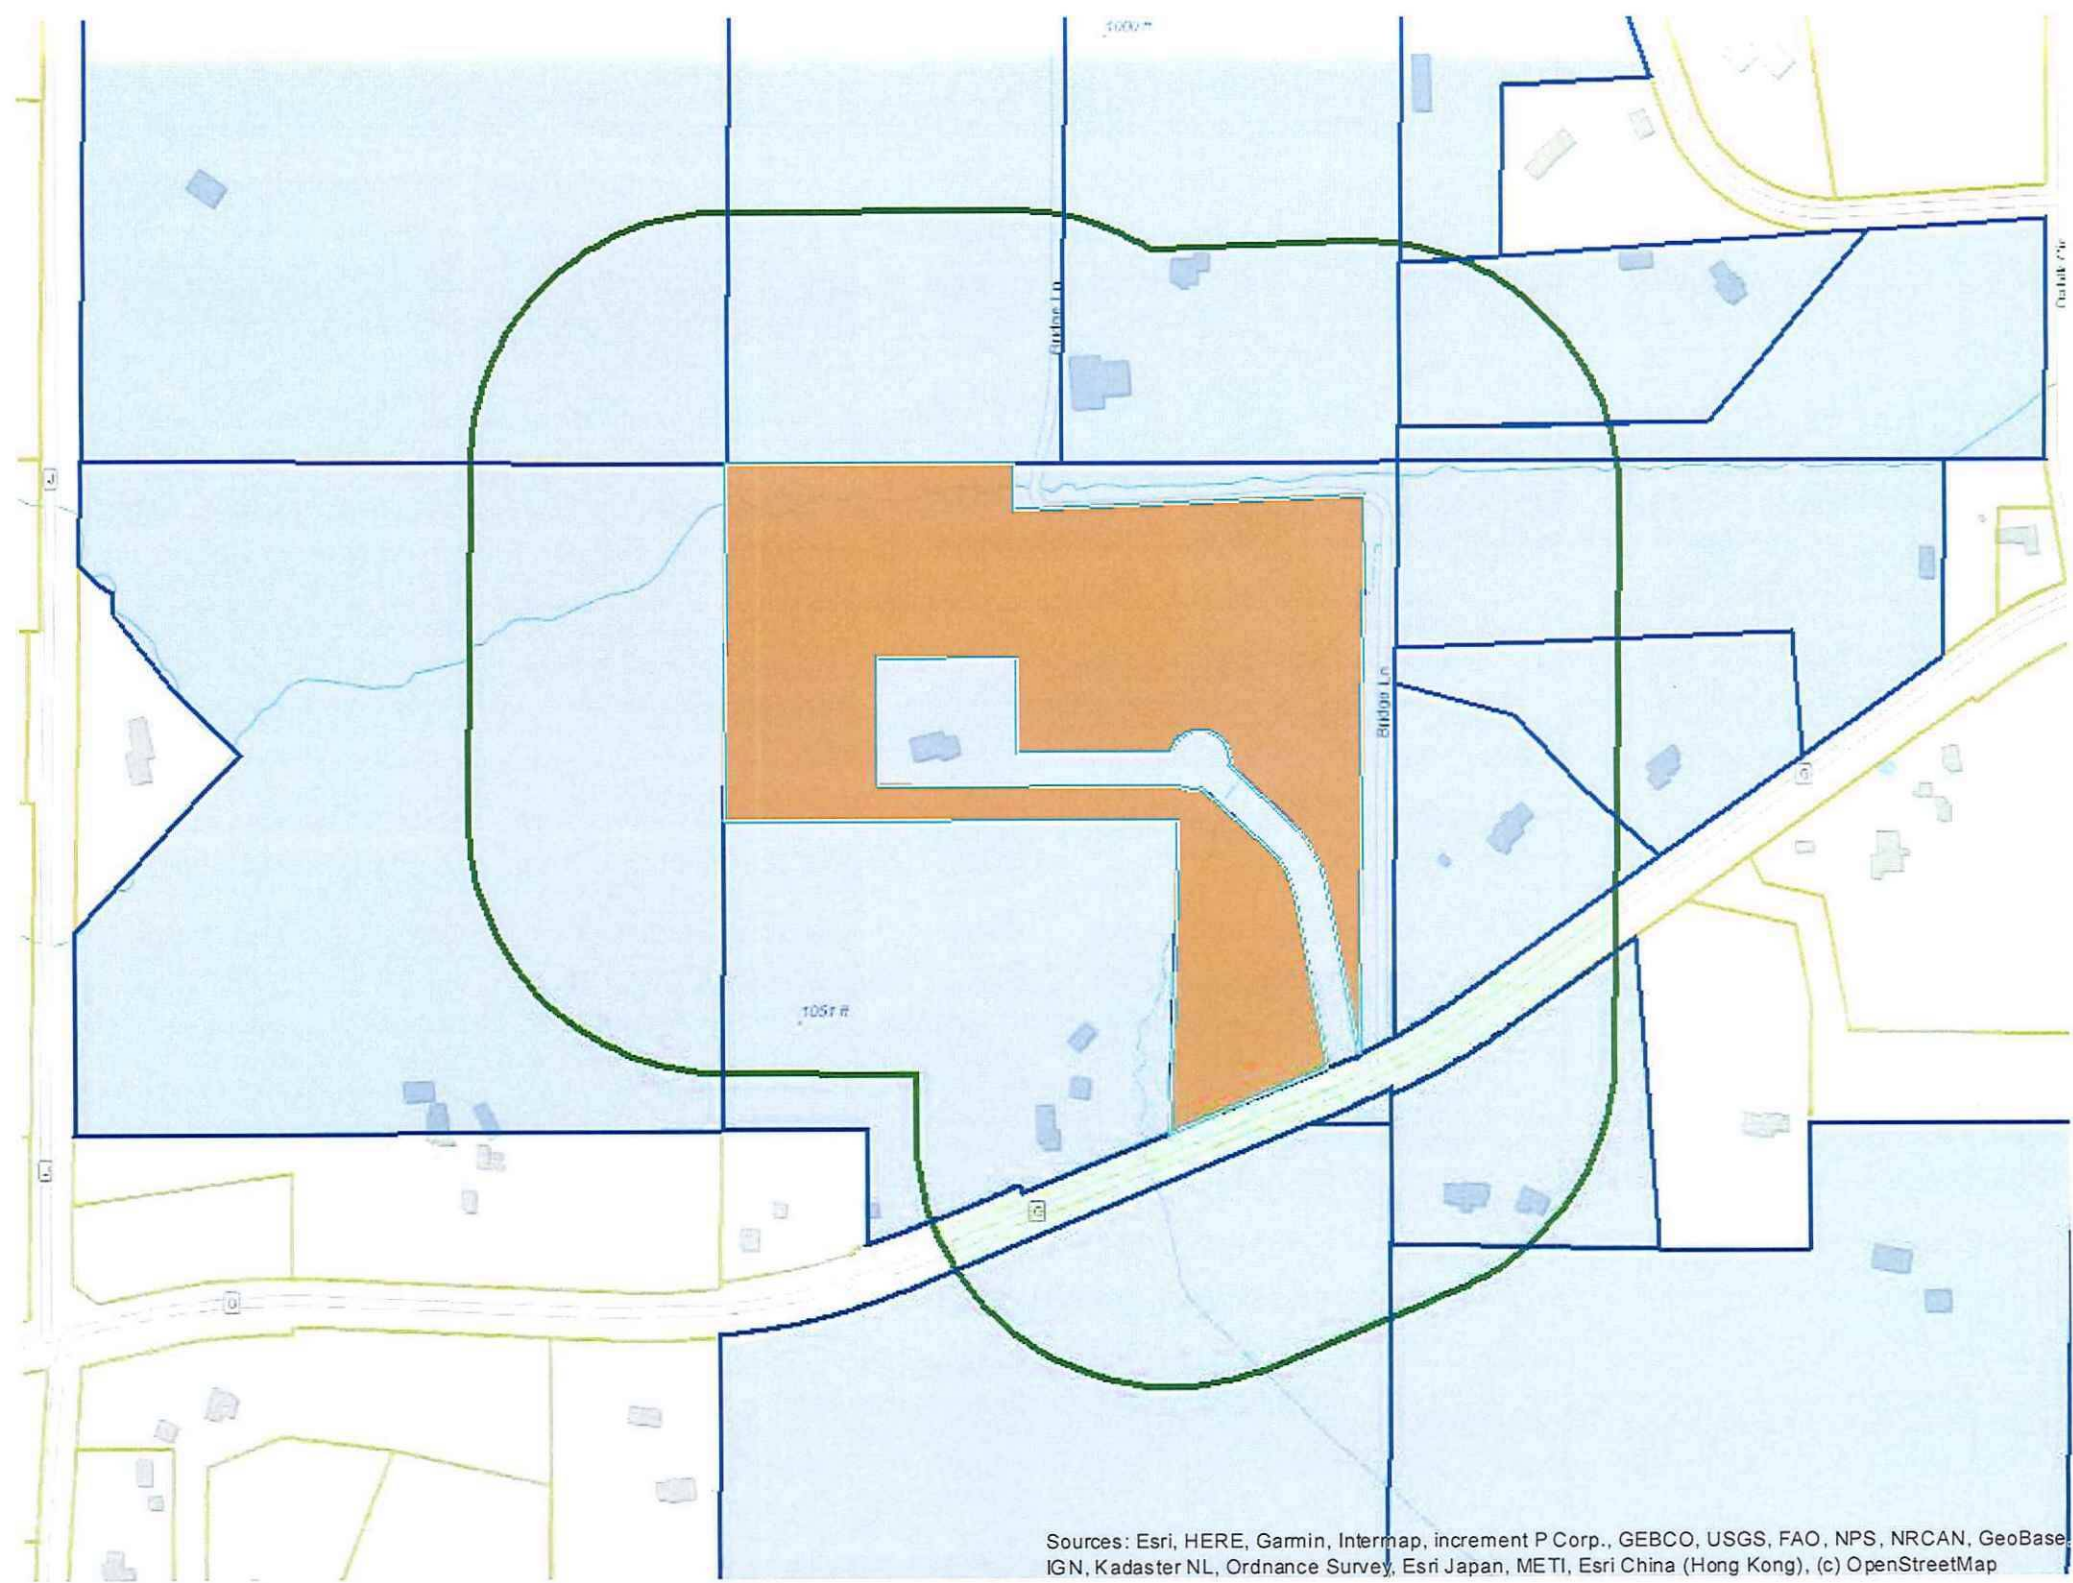 1000 ft
Bridge Ln
J
Bridge Ln
G
1051 ft
J
G
G
Sources: Esri, HERE, Garmin, Intermap, increment P Corp., GEBCO, USGS, FAO, NPS, NRCAN, GeoBase,
IGN, Kadaster NL, Ordnance Survey, Esri Japan, METI, Esri China (Hong Kong), (c) OpenStreetMap